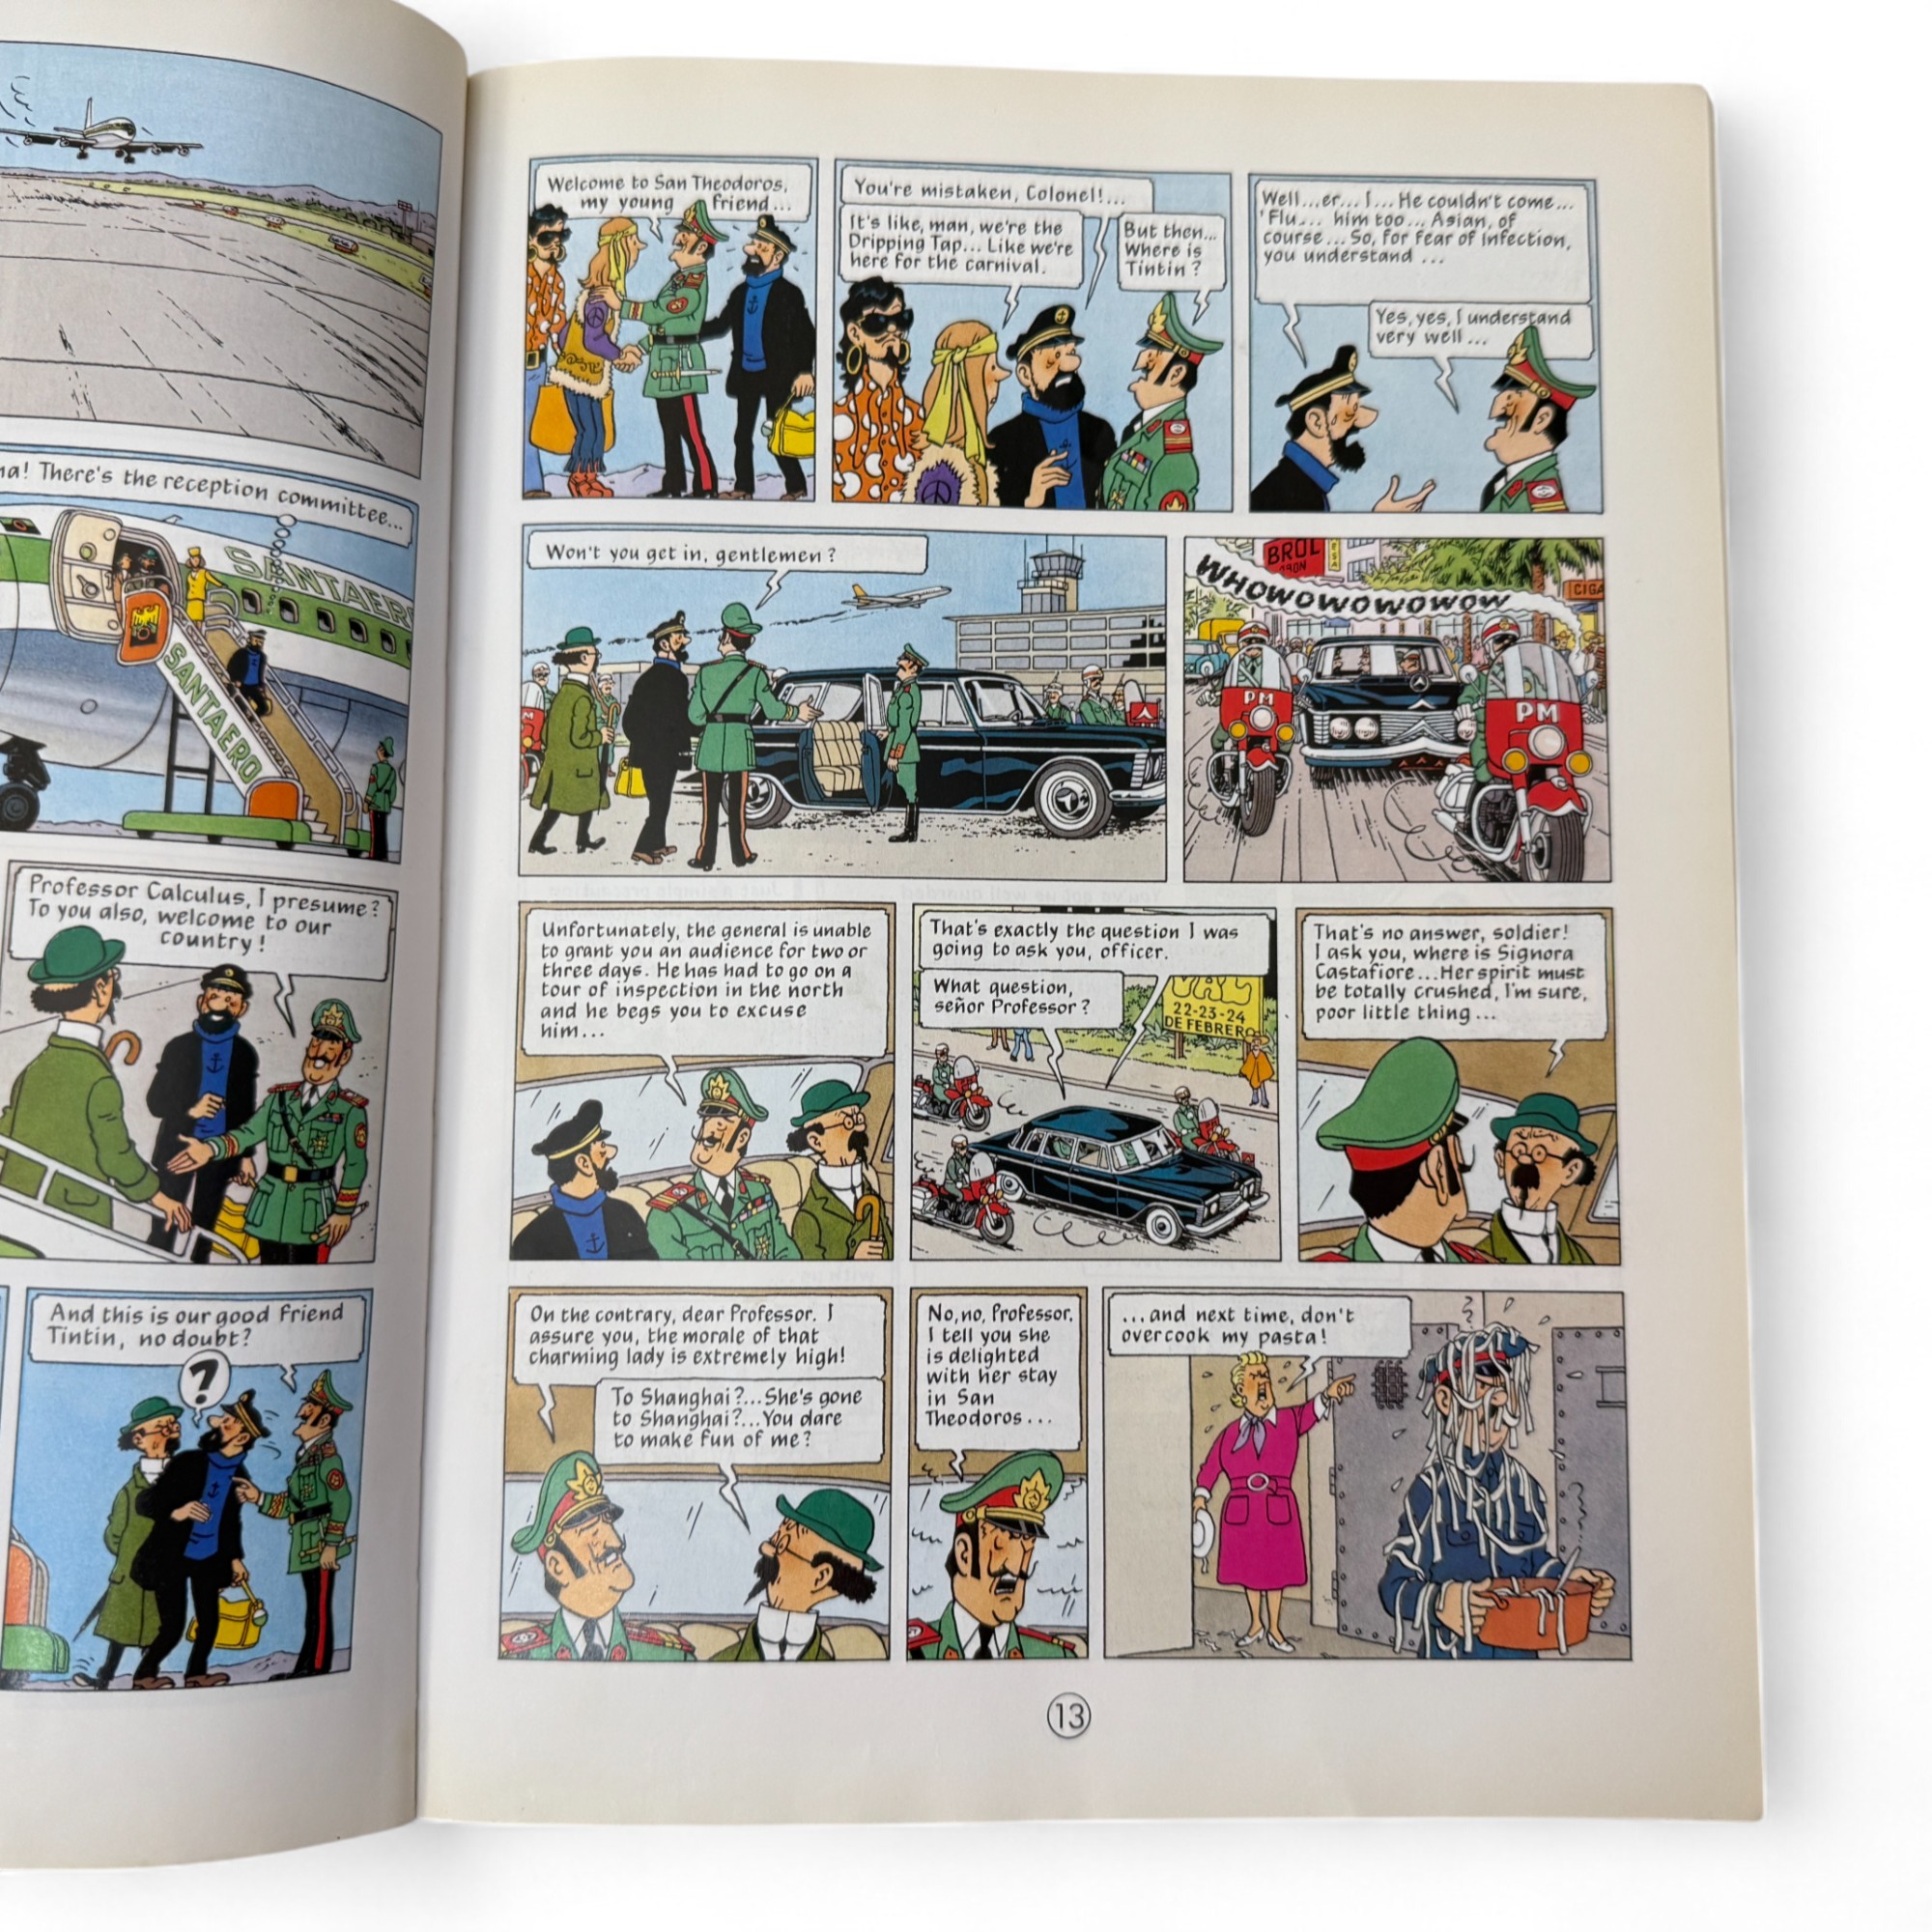 There's the reception committee...
SANTAERO
SANTAERO
Professor Calculus, I presume?
To you also, welcome to our
country!
And this is our good friend
Tintin, no doubt?
?
Welcome to San Theodoros,
my young friend...
You're mistaken, Colonel!...
It's like, man, we're the
Dripping Tap... Like we're
here for the carnival.
But then...
Where is
Tintin?
Well...er... I... He couldn't come...
'Flu... him too... Asian, of
course... So, for fear of infection,
you understand ...
Yes, yes, I understand
very well ...
Won't you get in, gentlemen?
BROL
WHOWOWOWOWOW
CIGA
PM
PM
Unfortunately, the general is unable
to grant you an audience for two or
three days. He has had to go on a
tour of inspection in the north
and he begs you to excuse
him...
That's exactly the question I was
going to ask you, officer.
What question,
señor Professor?
VAL
22-23-24
DE FEBRERO
That's no answer, soldier!
I ask you, where is Signora
Castafiore...Her spirit must
be totally crushed, I'm sure,
poor little thing...
On the contrary, dear Professor. I
assure you, the morale of that
charming lady is extremely high!
To Shanghai?...She's gone
to Shanghai?...You dare
to make fun of me?
No, no, Professor.
I tell you she
is delighted
with her stay
in San
Theodoros...
...and next time, don't
overcook my pasta!
?
13